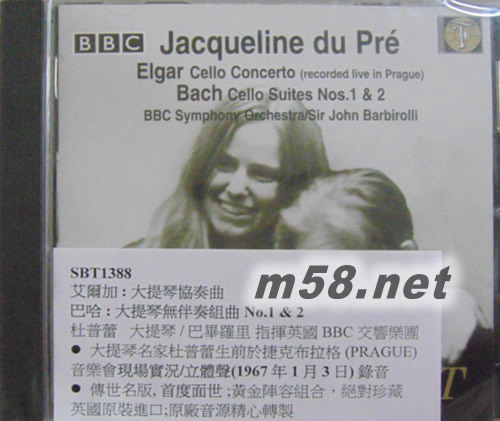 BBC Jacqueline du Pré
T
Elgar Cello Concerto (recorded live in Prague)
Bach Cello Suites Nos.1 & 2
BBC Symphony Orchestra/Sir John Barbirolli
m58.net
SBT1388
艾爾加:大提琴協奏曲
巴哈:大提琴無伴奏組曲 No.1 & 2
杜普蕾 大提琴/巴畢羅里 指揮英國 BBC 交響樂團
● 大提琴名家杜普蕾生前於捷克布拉格 (PRAGUE)
音樂會現場實況/立體聲(1967 年 1 月 3 日) 錄音
● 傳世名版, 首度面世 ;黃金陣容組合, 絕對珍藏
英國原裝進口;原廠音源精心轉製
T